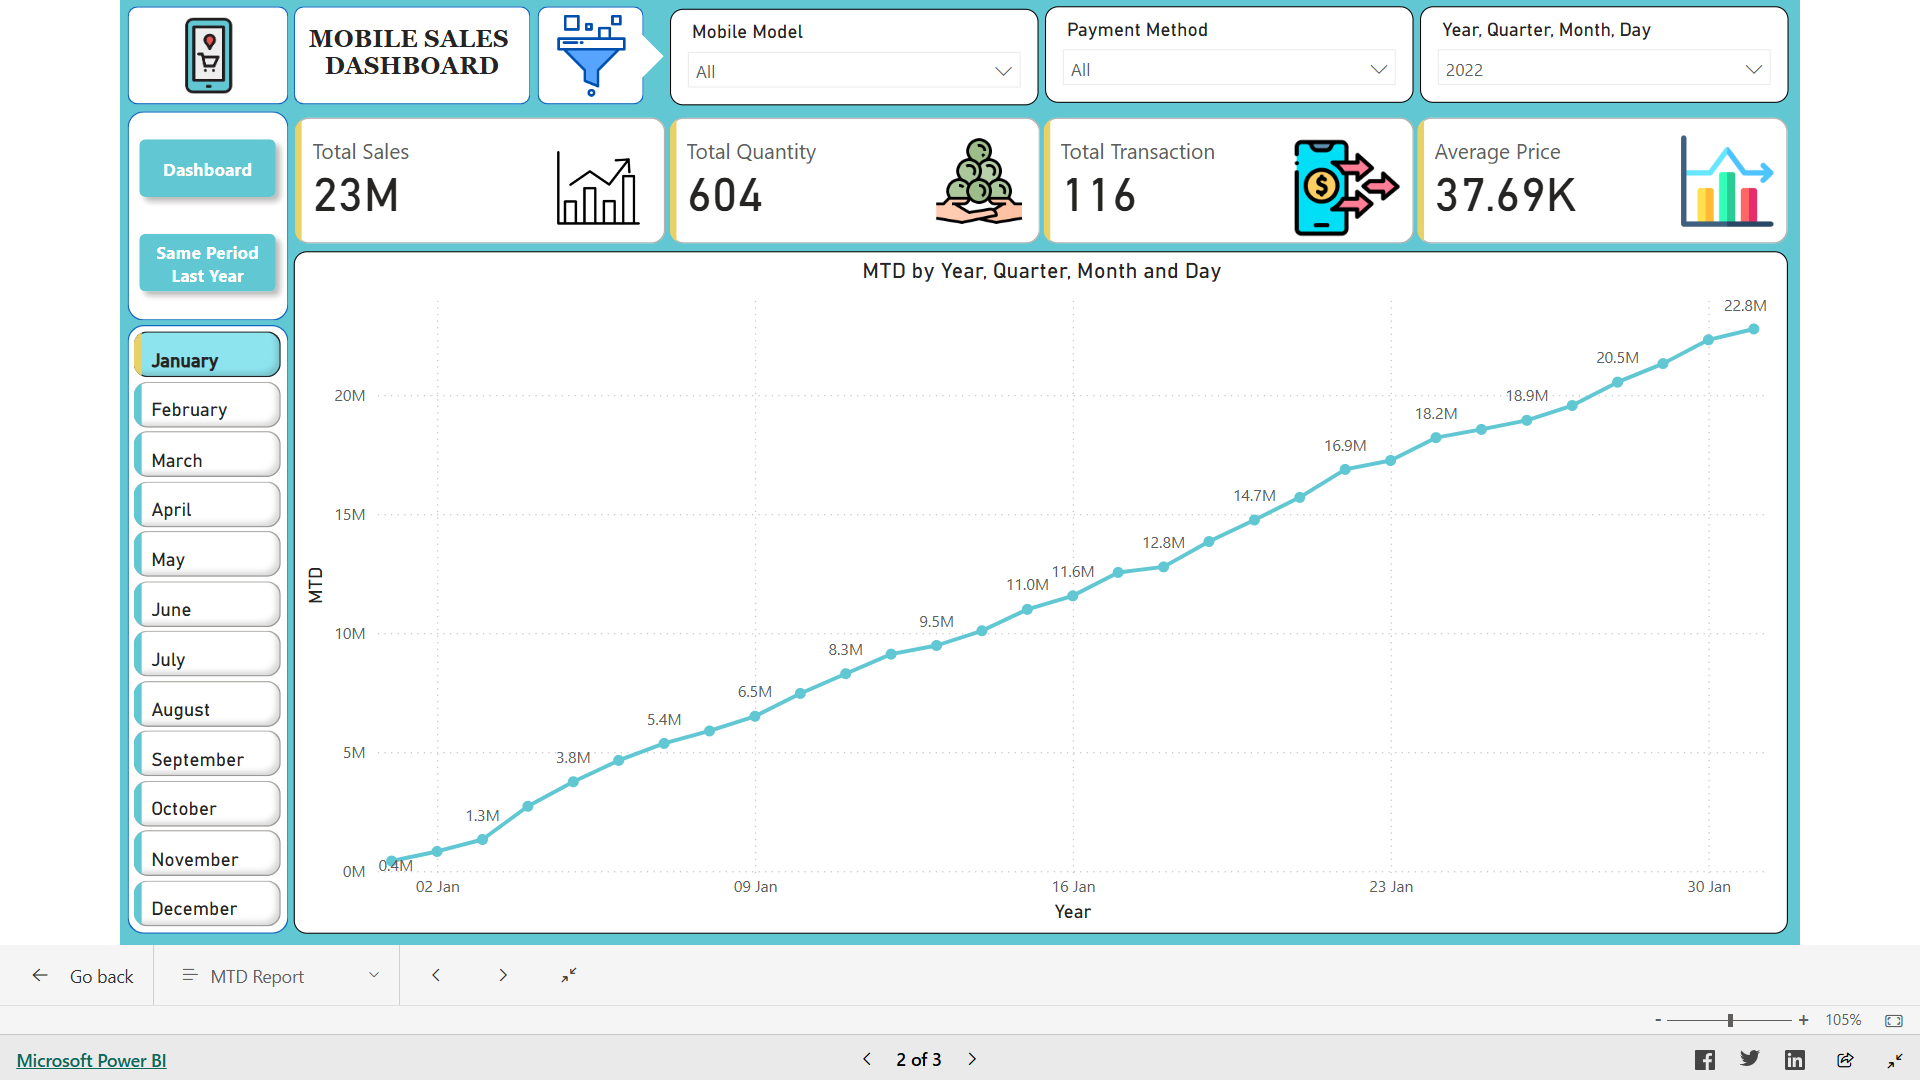 MOBILE SALES
DASHBOARD
Mobile Model
All
Payment Method
All
Year, Quarter, Month, Day
2022
Dashboard
Same Period
Last Year
Total Sales
23M
Total Quantity
604
Total Transaction
116
$
Average Price
37.69K
January
February
March
April
May
June
July
August
September
October
November
December
MTD by Year, Quarter, Month and Day
MTD
20M
15M
10M
5M
0M
0.4M
1.3M
3.8M
5.4M
6.5M
8.3M
9.5M
11.0M
11.6M
12.8M
14.7M
16.9M
18.2M
18.9M
20.5M
22.8M
02 Jan
09 Jan
16 Jan
23 Jan
30 Jan
Year
Go back
MTD Report
- + 105%
Microsoft Power BI
2 of 3